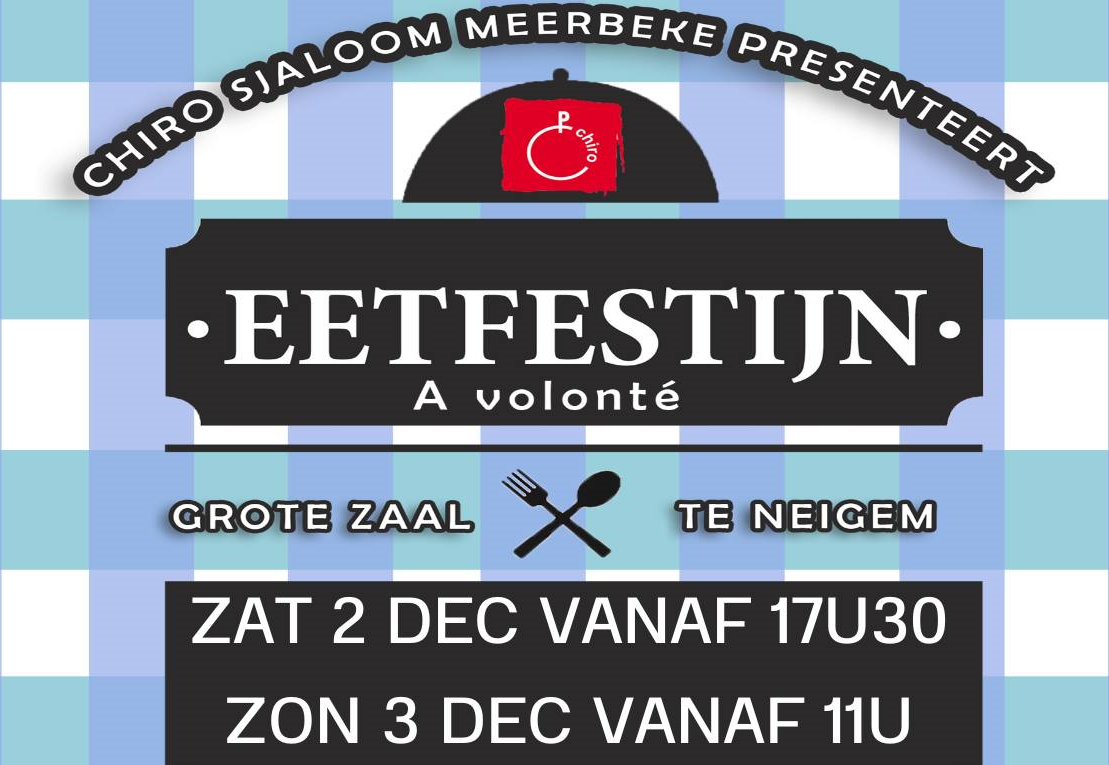 CHIRO SJALOOM MEERBEKE PRESENTEERT
P chiro
·EETFESTIJN·
A volonté
GROTE ZAAL TE NEIGEM
ZAT 2 DEC VANAF 17U30
ZON 3 DEC VANAF 11U